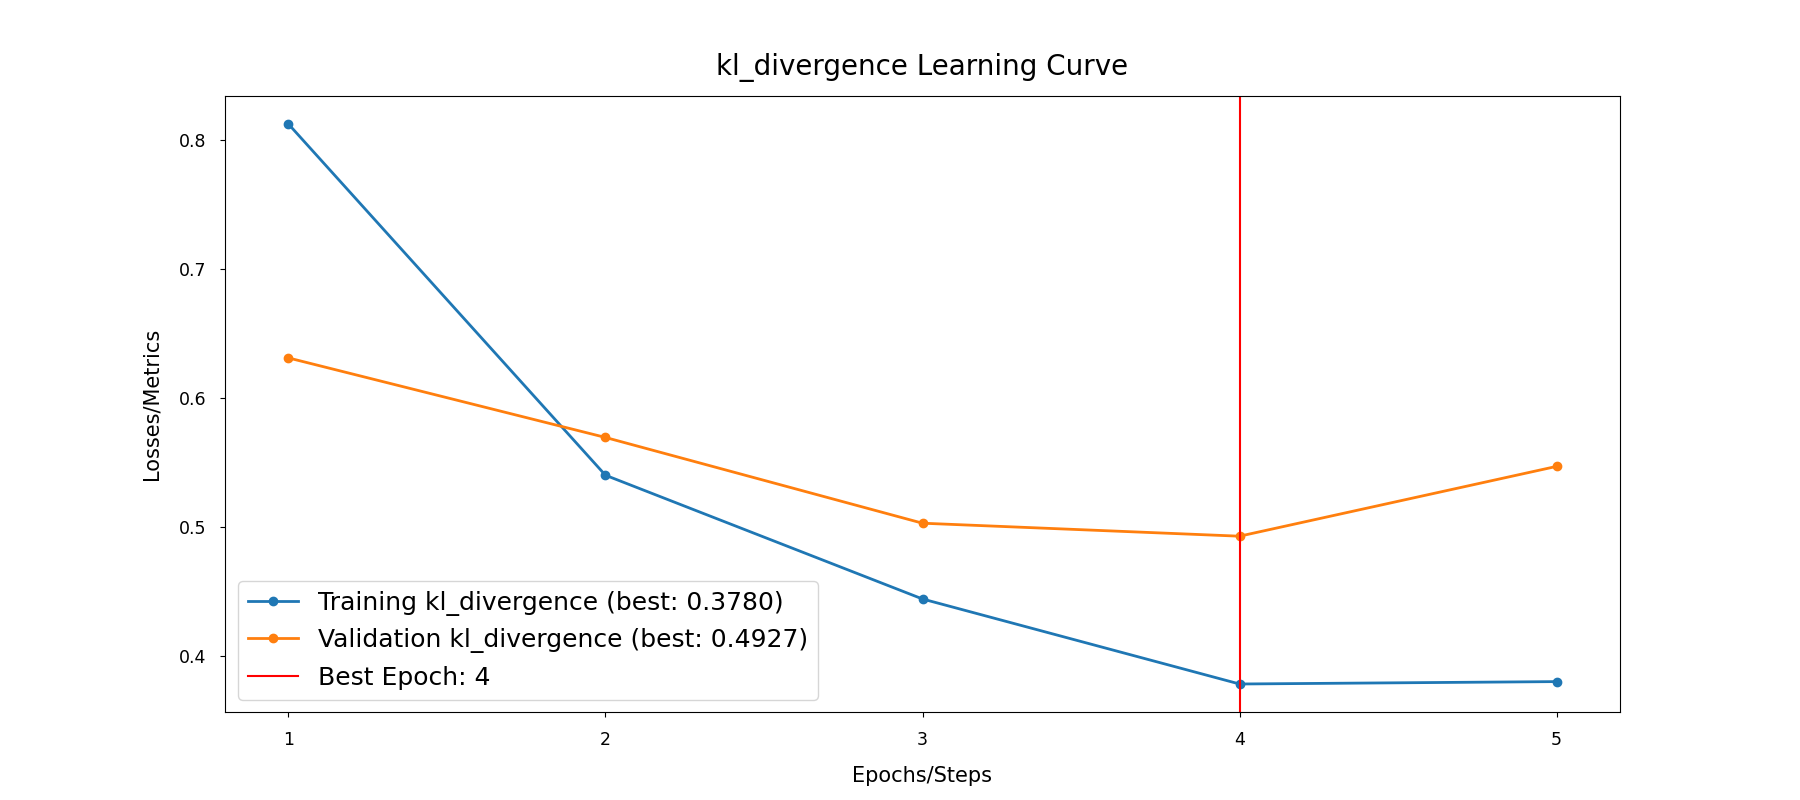 kl_divergence Learning Curve
Losses/Metrics
0.8
0.7
0.6
0.5
0.4
Training kl_divergence (best: 0.3780)
Validation kl_divergence (best: 0.4927)
Best Epoch: 4
1 2 3 4 5
Epochs/Steps